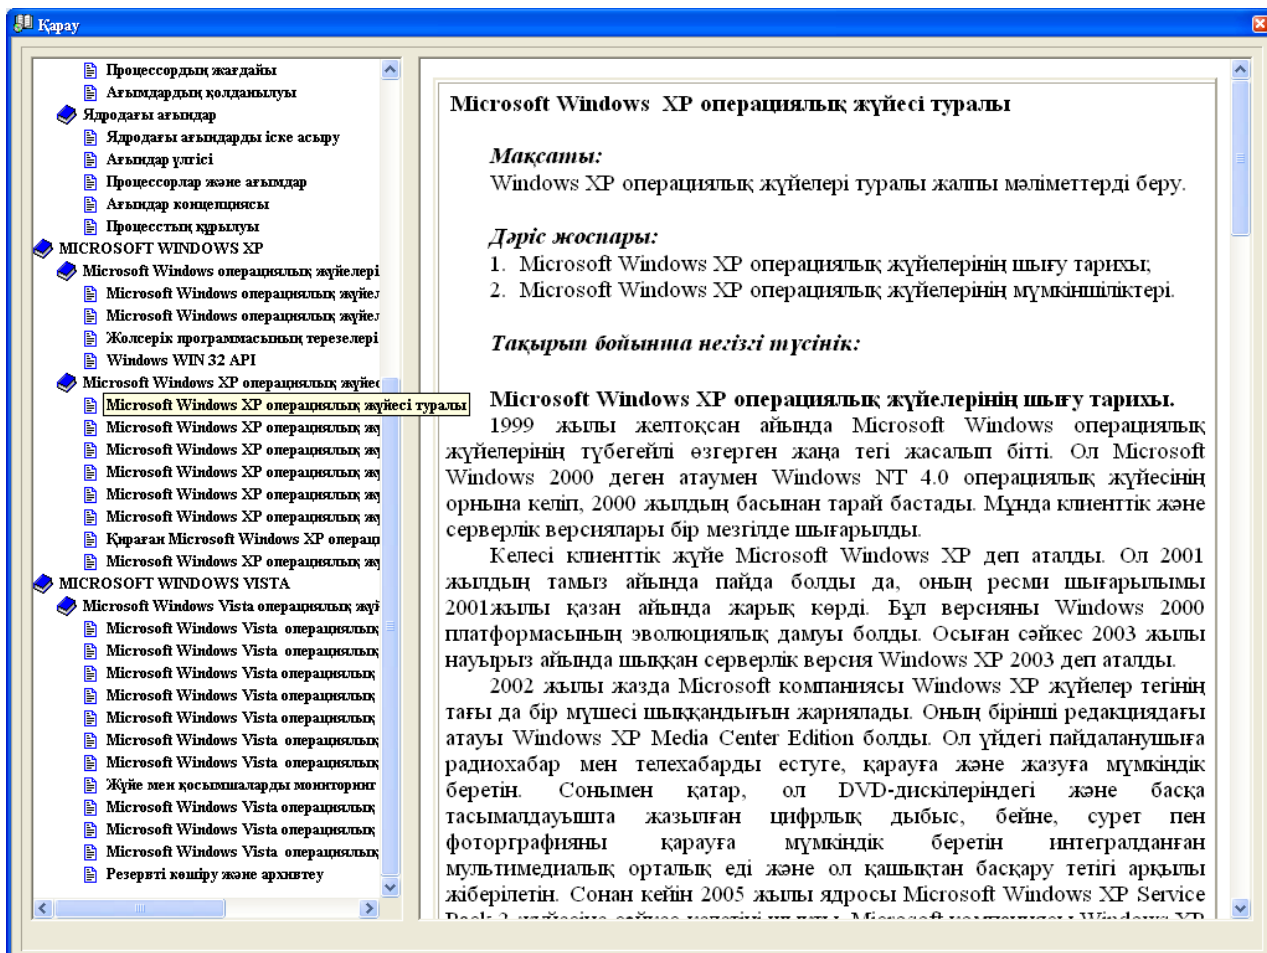 Қарау
Процессордың жағдайы
Ағымдардың қолданылуы
Ядродағы ағындар
Ядродағы ағындарды іске асыру
Ағындар үлгісі
Процессорлар және ағымдар
Ағындар концепциясы
Процесстың құрылуы
MICROSOFT WINDOWS XP
Microsoft Windows операциялық жүйелері
Microsoft Windows операциялық жүйел
Microsoft Windows операциялық жүйел
Жолсерік программасының терезелері
Windows WIN 32 API
Microsoft Windows XP операциялық жүйес
Microsoft Windows XP операциялық жүйесі туралы
Microsoft Windows XP операциялық жү
Microsoft Windows XP операциялық жү
Microsoft Windows XP операциялық жү
Microsoft Windows XP операциялық жү
Microsoft Windows XP операциялық жү
Қираған Microsoft Windows XP операц
Microsoft Windows XP операциялық жү
MICROSOFT WINDOWS VISTA
Microsoft Windows Vista операциялық жүй
Microsoft Windows Vista операциялық
Microsoft Windows Vista операциялық
Microsoft Windows Vista операциялық
Microsoft Windows Vista операциялық
Microsoft Windows Vista операциялық
Microsoft Windows Vista операциялық
Microsoft Windows Vista операциялық
Жүйе мен қосымшаларды мониторинг
Microsoft Windows Vista операциялық
Microsoft Windows Vista операциялық
Microsoft Windows Vista операциялық
Резервті көшіру және архивтеу
Microsoft Windows XP операциялық жүйесі туралы
Мақсаты:
Windows XP операциялық жүйелері туралы жалпы мәліметтерді беру.
Дәріс жоспары:
1. Microsoft Windows XP операциялық жүйелерінің шығу тарихы;
2. Microsoft Windows XP операциялық жүйелерінің мүмкіншіліктері.
Тақырып бойынша негізгі түсінік:
Microsoft Windows XP операциялық жүйелерінің шығу тарихы.
1999 жылы желтоқсан айында Microsoft Windows операциялық
жүйелерінің түбегейлі өзгерген жаңа тегі жасалып бітті. Ол Microsoft
Windows 2000 деген атаумен Windows NT 4.0 операциялық жүйесінің
орнына келіп, 2000 жылдың басынан тарай бастады. Мұнда клиенттік және
серверлік версиялары бір мезгілде шығарылды.
Келесі клиенттік жүйе Microsoft Windows XP деп аталды. Ол 2001
жылдың тамыз айында пайда болды да, оның ресми шығарылымы
2001жылы қазан айында жарық көрді. Бұл версияны Windows 2000
платформасының эволюциялық дамуы болды. Осыған сәйкес 2003 жылы
науырыз айында шыққан серверлік версия Windows XP 2003 деп аталды.
2002 жылы жазда Microsoft компаниясы Windows XP жүйелер тегінің
тағы да бір мүшесі шыққандығын жариялады. Оның бірінші редакциядағы
атауы Windows XP Media Center Edition болды. Ол үйдегі пайдаланушыға
радиохабар мен телехабарды естуге, қарауға және жазуға мүмкіндік
беретін. Сонымен қатар, ол DVD-дискілеріндегі және басқа
тасымалдауышта жазылған цифрлық дыбыс, бейне, сурет пен
фоторграфияны қарауға мүмкіндік беретін интегралданған
мультимедиалық орталық еді және ол қашықтан басқару тетігі арқылы
жіберілетін. Сонан кейін 2005 жылы ядросы Microsoft Windows XP Service